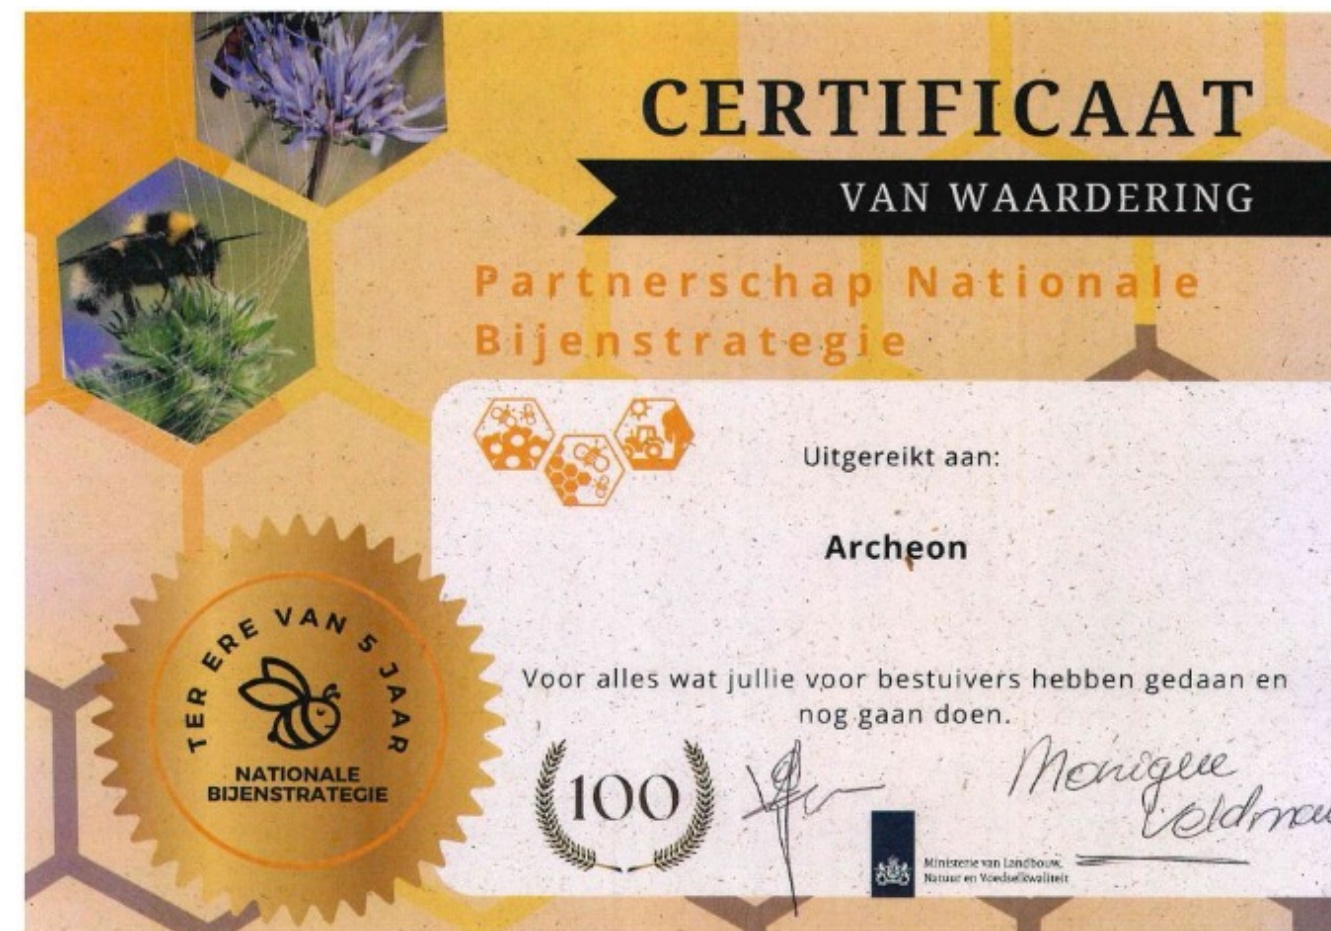 CERTIFICAAT
VAN WAARDERING
Partnerschap Nationale
Bijenstrategie
Uitgereikt aan:
Archeon
Voor alles wat jullie voor bestuivers hebben gedaan en
nog gaan doen.
TER ERE VAN 5 JAAR
NATIONALE
BIJENSTRATEGIE
100
Monique
Ministerie van Landbouw,
Natuur en Voedselkwaliteit